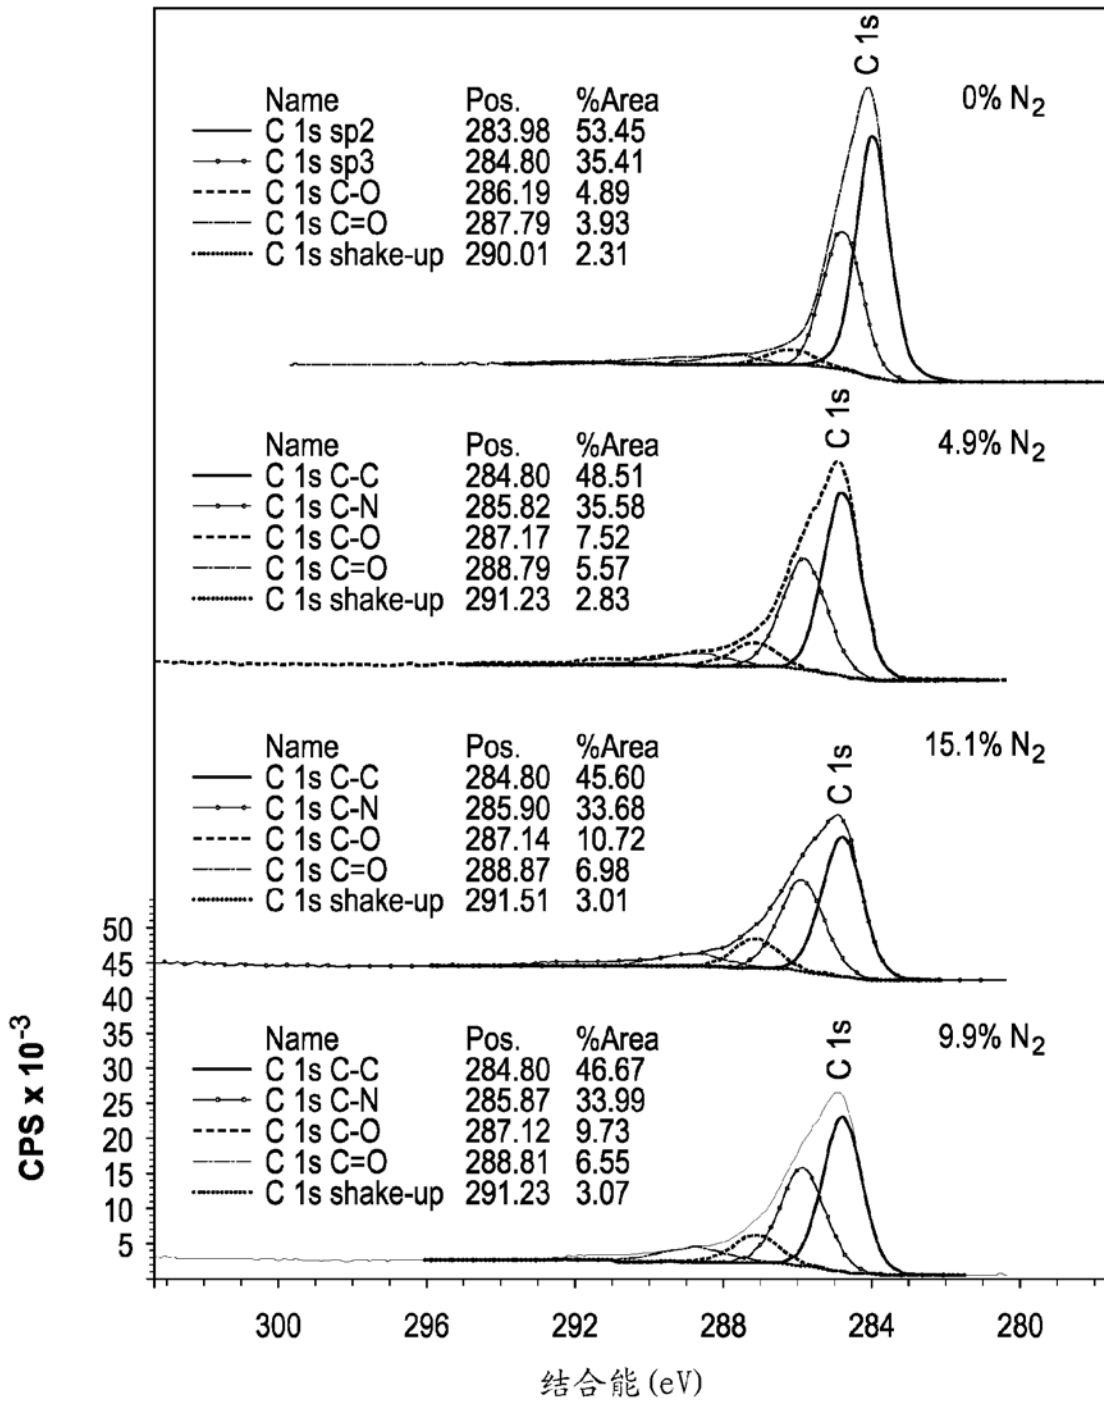 C 1s
0% N2
Name Pos. %Area
C 1s sp2 283.98 53.45
C 1s sp3 284.80 35.41
C 1s C-O 286.19 4.89
C 1s C=O 287.79 3.93
C 1s shake-up 290.01 2.31
C 1s
4.9% N2
Name Pos. %Area
C 1s C-C 284.80 48.51
C 1s C-N 285.82 35.58
C 1s C-O 287.17 7.52
C 1s C=O 288.79 5.57
C 1s shake-up 291.23 2.83
C 1s
15.1% N2
Name Pos. %Area
C 1s C-C 284.80 45.60
C 1s C-N 285.90 33.68
C 1s C-O 287.14 10.72
C 1s C=O 288.87 6.98
C 1s shake-up 291.51 3.01
C 1s
9.9% N2
Name Pos. %Area
C 1s C-C 284.80 46.67
C 1s C-N 285.87 33.99
C 1s C-O 287.12 9.73
C 1s C=O 288.81 6.55
C 1s shake-up 291.23 3.07
50
45
40
35
30
25
20
15
10
5
CPS x 10-3
300 296 292 288 284 280
结合能(eV)